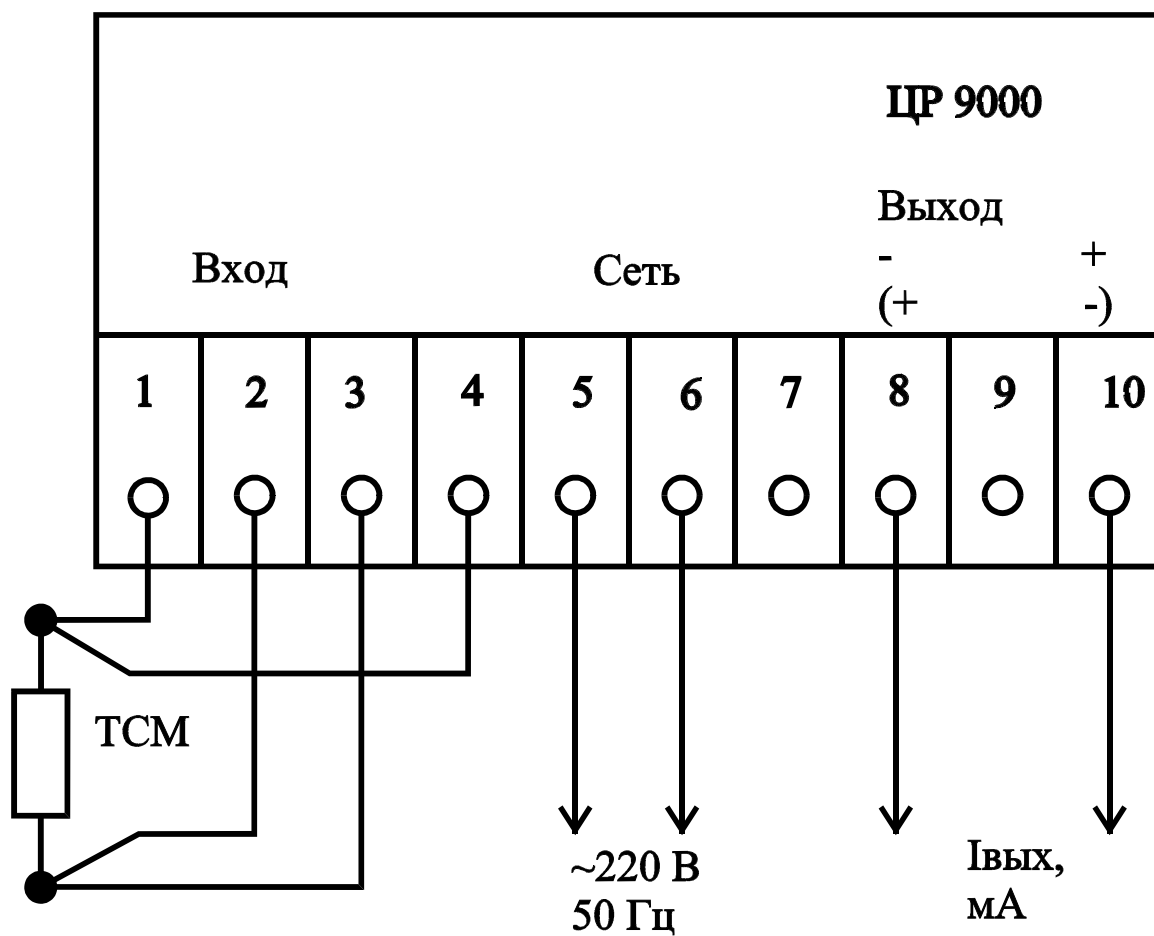 ЦР 9000
Выход
Вход Сеть - +
(+ -)
1 2 3 4 5 6 7 8 9 10
ТСМ
~220 В
50 Гц
Iвых,
мА